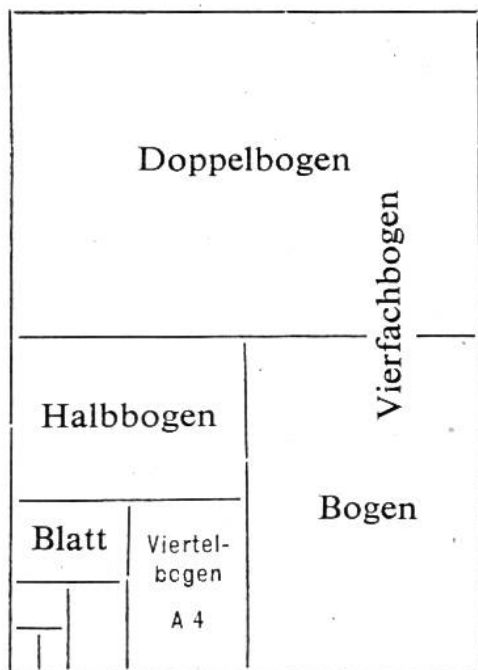 Doppelbogen
Vierfachbogen
Halbbogen
Bogen
Blatt
Viertel-
bogen
A 4